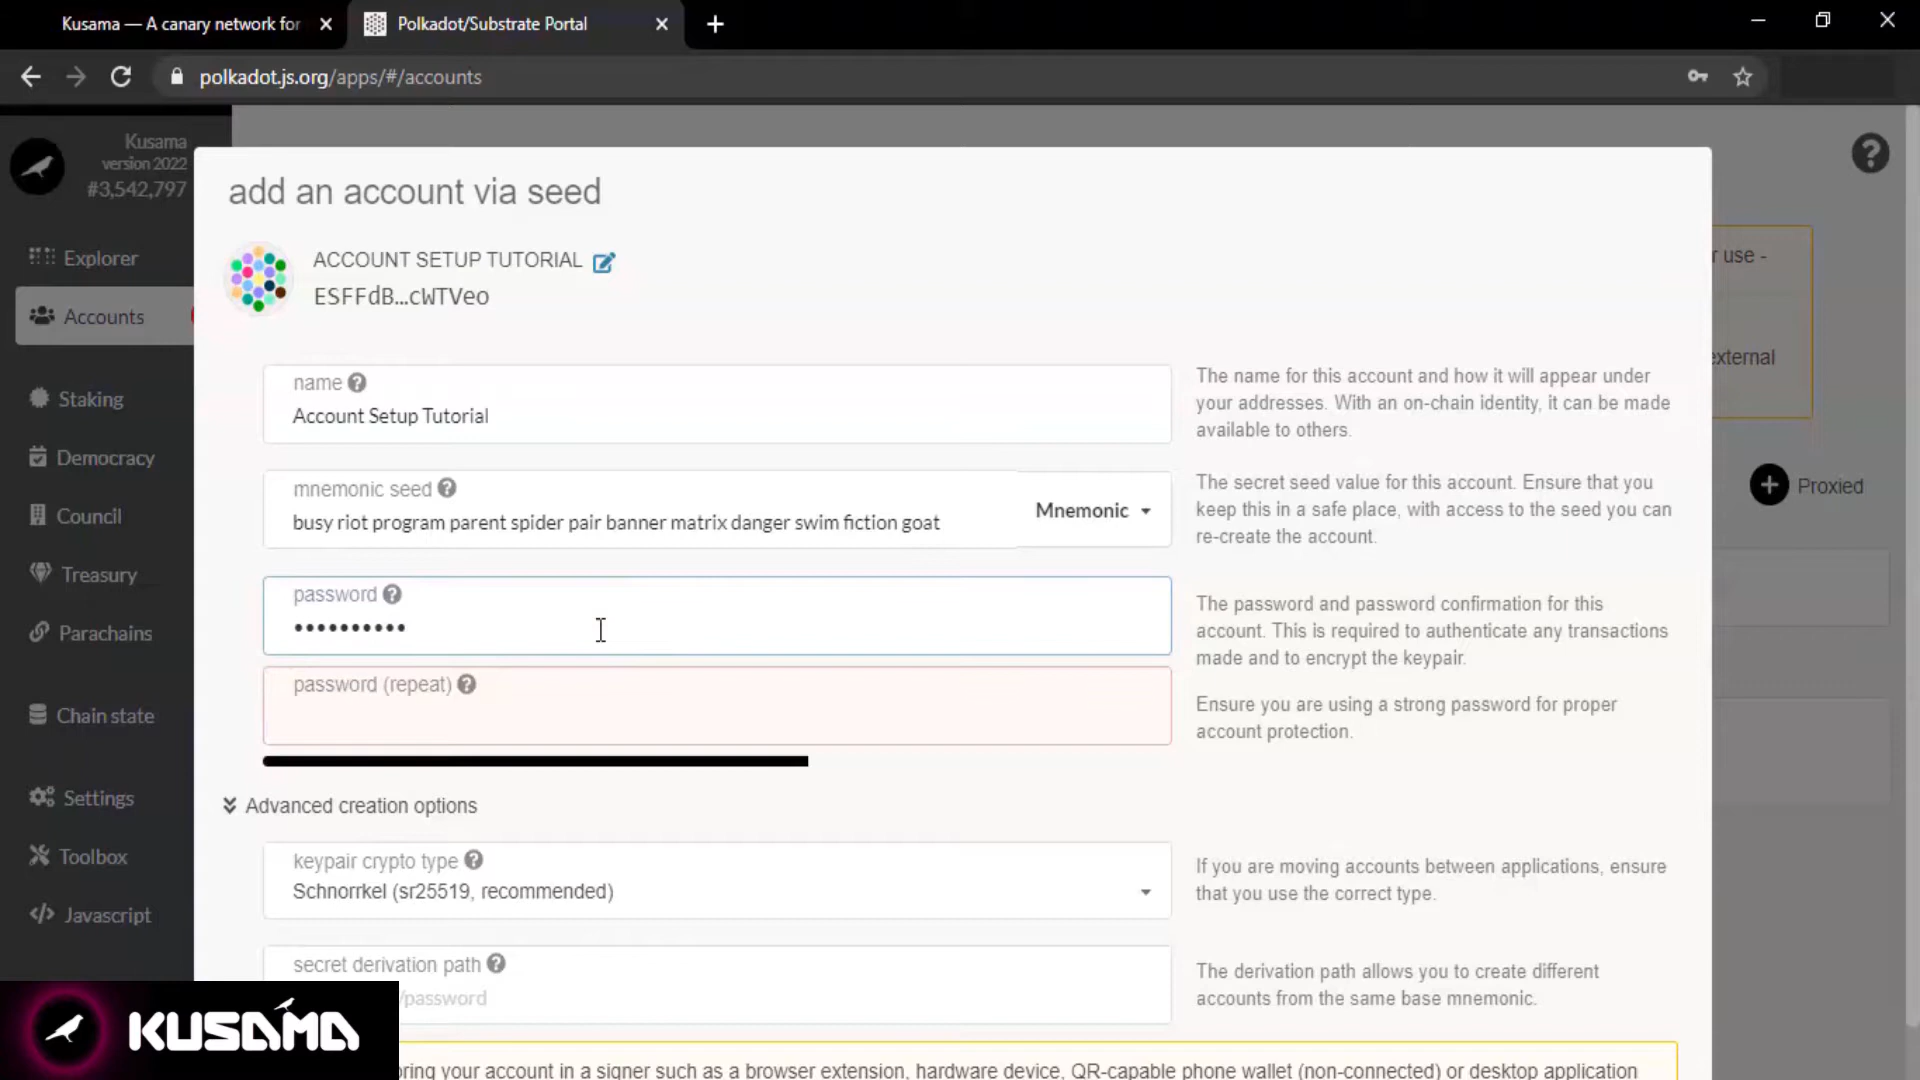 Kusama — A canary network for
Polkadot/Substrate Portal
polkadot.js.org/apps/#/accounts
Kusama
version 2022
#3,542,797
Explorer
Accounts
Staking
Democracy
Council
Treasury
Parachains
Chain state
Settings
Toolbox
Javascript
add an account via seed
ACCOUNT SETUP TUTORIAL
ESFFdB...cWTVeo
name
Account Setup Tutorial
The name for this account and how it will appear under
your addresses. With an on-chain identity, it can be made
available to others.
mnemonic seed
busy riot program parent spider pair banner matrix danger swim fiction goat
Mnemonic
The secret seed value for this account. Ensure that you
keep this in a safe place, with access to the seed you can
re-create the account.
password
••••••••••
The password and password confirmation for this
account. This is required to authenticate any transactions
made and to encrypt the keypair.
password (repeat)
Ensure you are using a strong password for proper
account protection.
Advanced creation options
keypair crypto type
Schnorrkel (sr25519, recommended)
If you are moving accounts between applications, ensure
that you use the correct type.
secret derivation path
/password
The derivation path allows you to create different
accounts from the same base mnemonic.
oring your account in a signer such as a browser extension, hardware device, QR-capable phone wallet (non-connected) or desktop application
r use -
external
Proxied
KUSAMA